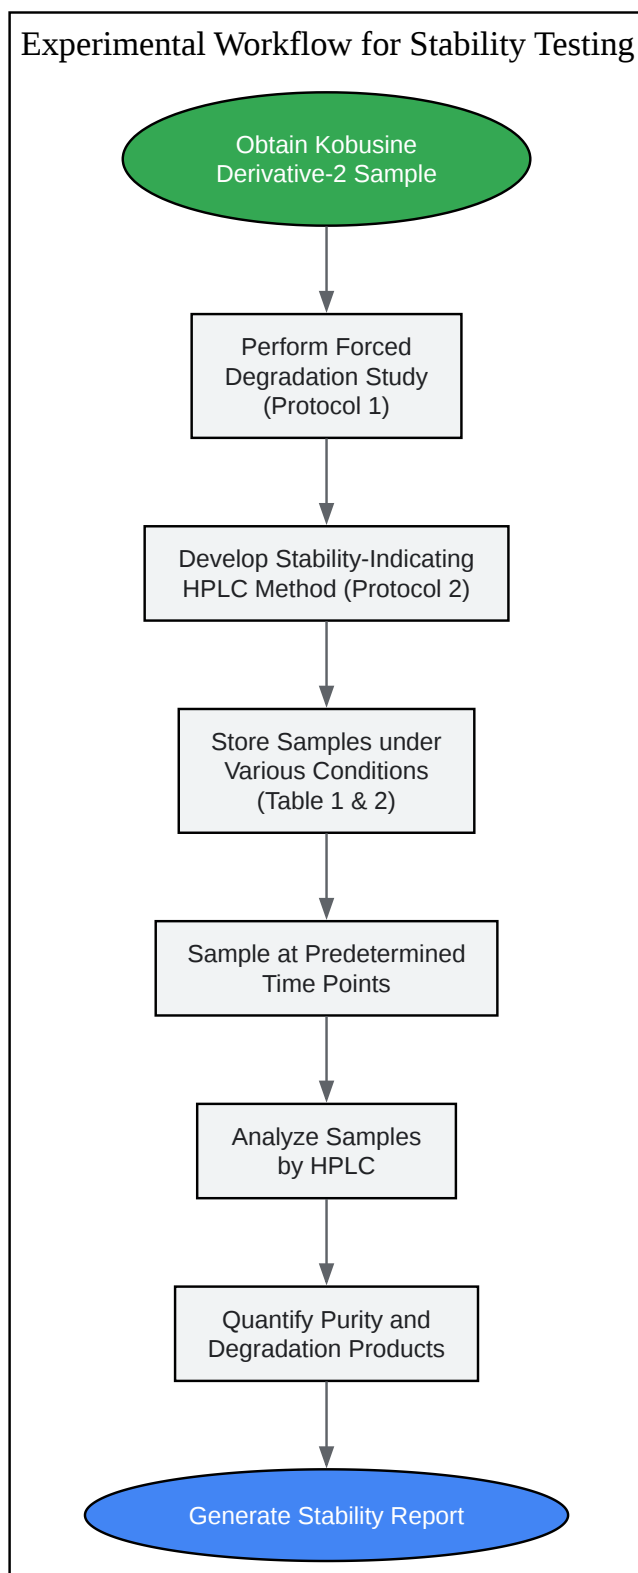 Experimental Workflow for Stability Testing
Obtain Kobusine
Derivative-2 Sample
Perform Forced
Degradation Study
(Protocol 1)
Develop Stability-Indicating
HPLC Method (Protocol 2)
Store Samples under
Various Conditions
(Table 1 & 2)
Sample at Predetermined
Time Points
Analyze Samples
by HPLC
Quantify Purity and
Degradation Products
Generate Stability Report